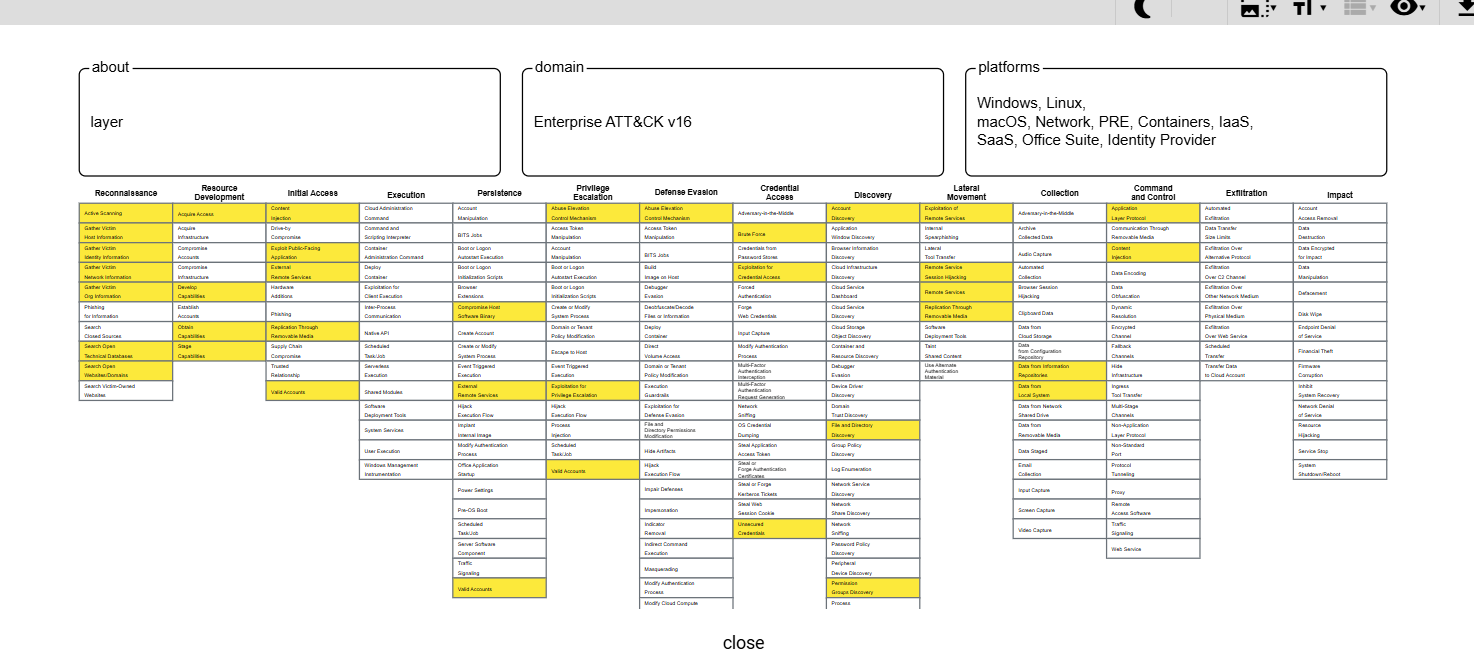 about
layer
domain
Enterprise ATT&CK v16
platforms
Windows, Linux,
macOS, Network, PRE, Containers, IaaS,
SaaS, Office Suite, Identity Provider
Reconnaissance
Active Scanning
Gather Victim
Host Information
Gather Victim
Identity Information
Gather Victim
Network Information
Gather Victim
Org Information
Phishing
for Information
Search
Closed Sources
Search Open
Technical Databases
Search Open
Websites/Domains
Search Victim-Owned
Websites
Resource
Development
Acquire Access
Acquire
Infrastructure
Compromise
Accounts
Compromise
Infrastructure
Develop
Capabilities
Establish
Accounts
Obtain
Capabilities
Stage
Capabilities
Initial Access
Content
Injection
Drive-by
Compromise
Exploit Public-Facing
Application
External
Remote Services
Hardware
Additions
Phishing
Replication Through
Removable Media
Supply Chain
Compromise
Trusted
Relationship
Valid Accounts
Execution
Cloud Administration
Command
Command and
Scripting Interpreter
Container
Administration Command
Deploy
Container
Exploitation for
Client Execution
Inter-Process
Communication
Native API
Scheduled
Task/Job
Serverless
Execution
Shared Modules
Software
Deployment Tools
System Services
User Execution
Windows Management
Instrumentation
Persistence
Account
Manipulation
BITS Jobs
Boot or Logon
Autostart Execution
Boot or Logon
Initialization Scripts
Browser
Extensions
Compromise Host
Software Binary
Create Account
Create or Modify
System Process
Event Triggered
Execution
External
Remote Services
Hijack
Execution Flow
Implant
Internal Image
Modify Authentication
Process
Office Application
Startup
Power Settings
Pre-OS Boot
Scheduled
Task/Job
Server Software
Component
Traffic
Signaling
Valid Accounts
Privilege
Escalation
Abuse Elevation
Control Mechanism
Access Token
Manipulation
Account
Manipulation
Boot or Logon
Autostart Execution
Boot or Logon
Initialization Scripts
Create or Modify
System Process
Domain or Tenant
Policy Modification
Escape to Host
Event Triggered
Execution
Exploitation for
Privilege Escalation
Hijack
Execution Flow
Process
Injection
Scheduled
Task/Job
Valid Accounts
Defense Evasion
Abuse Elevation
Control Mechanism
Access Token
Manipulation
BITS Jobs
Build
Image on Host
Debugger
Evasion
Deobfuscate/Decode
Files or Information
Deploy
Container
Direct
Volume Access
Domain or Tenant
Policy Modification
Execution
Guardrails
Exploitation for
Defense Evasion
File and
Directory Permissions
Modification
Hide Artifacts
Hijack
Execution Flow
Impair Defenses
Impersonation
Indicator
Removal
Indirect Command
Execution
Masquerading
Modify Authentication
Process
Modify Cloud Compute
Credential
Access
Adversary-in-the-Middle
Brute Force
Credentials from
Password Stores
Exploitation for
Credential Access
Forced
Authentication
Forge
Web Credentials
Input Capture
Modify Authentication
Process
Multi-Factor
Authentication
Interception
Multi-Factor
Authentication
Request Generation
Network
Sniffing
OS Credential
Dumping
Steal Application
Access Token
Steal or
Forge Authentication
Certificates
Steal or Forge
Kerberos Tickets
Steal Web
Session Cookie
Unsecured
Credentials
Discovery
Account
Discovery
Application
Window Discovery
Browser Information
Discovery
Cloud Infrastructure
Discovery
Cloud Service
Dashboard
Cloud Service
Discovery
Cloud Storage
Object Discovery
Container and
Resource Discovery
Debugger
Evasion
Device Driver
Discovery
Domain
Trust Discovery
File and Directory
Discovery
Group Policy
Discovery
Log Enumeration
Network Service
Discovery
Network
Share Discovery
Network
Sniffing
Password Policy
Discovery
Peripheral
Device Discovery
Permission
Groups Discovery
Process
Lateral
Movement
Exploitation of
Remote Services
Internal
Spearphishing
Lateral
Tool Transfer
Remote Service
Session Hijacking
Remote Services
Replication Through
Removable Media
Software
Deployment Tools
Taint
Shared Content
Use Alternate
Authentication
Material
Collection
Adversary-in-the-Middle
Archive
Collected Data
Audio Capture
Automated
Collection
Browser Session
Hijacking
Clipboard Data
Data from
Cloud Storage
Data
from Configuration
Repository
Data from Information
Repositories
Data from
Local System
Data from Network
Shared Drive
Data from
Removable Media
Data Staged
Email
Collection
Input Capture
Screen Capture
Video Capture
Command
and Control
Application
Layer Protocol
Communication Through
Removable Media
Content
Injection
Data Encoding
Data
Obfuscation
Dynamic
Resolution
Encrypted
Channel
Fallback
Channels
Hide
Infrastructure
Ingress
Tool Transfer
Multi-Stage
Channels
Non-Application
Layer Protocol
Non-Standard
Port
Protocol
Tunneling
Proxy
Remote
Access Software
Traffic
Signaling
Web Service
Exfiltration
Automated
Exfiltration
Data Transfer
Size Limits
Exfiltration Over
Alternative Protocol
Exfiltration
Over C2 Channel
Exfiltration Over
Other Network Medium
Exfiltration Over
Physical Medium
Exfiltration
Over Web Service
Scheduled
Transfer
Transfer Data
to Cloud Account
Impact
Account
Access Removal
Data
Destruction
Data Encrypted
for Impact
Data
Manipulation
Defacement
Disk Wipe
Endpoint Denial
of Service
Financial Theft
Firmware
Corruption
Inhibit
System Recovery
Network Denial
of Service
Resource
Hijacking
Service Stop
System
Shutdown/Reboot
close